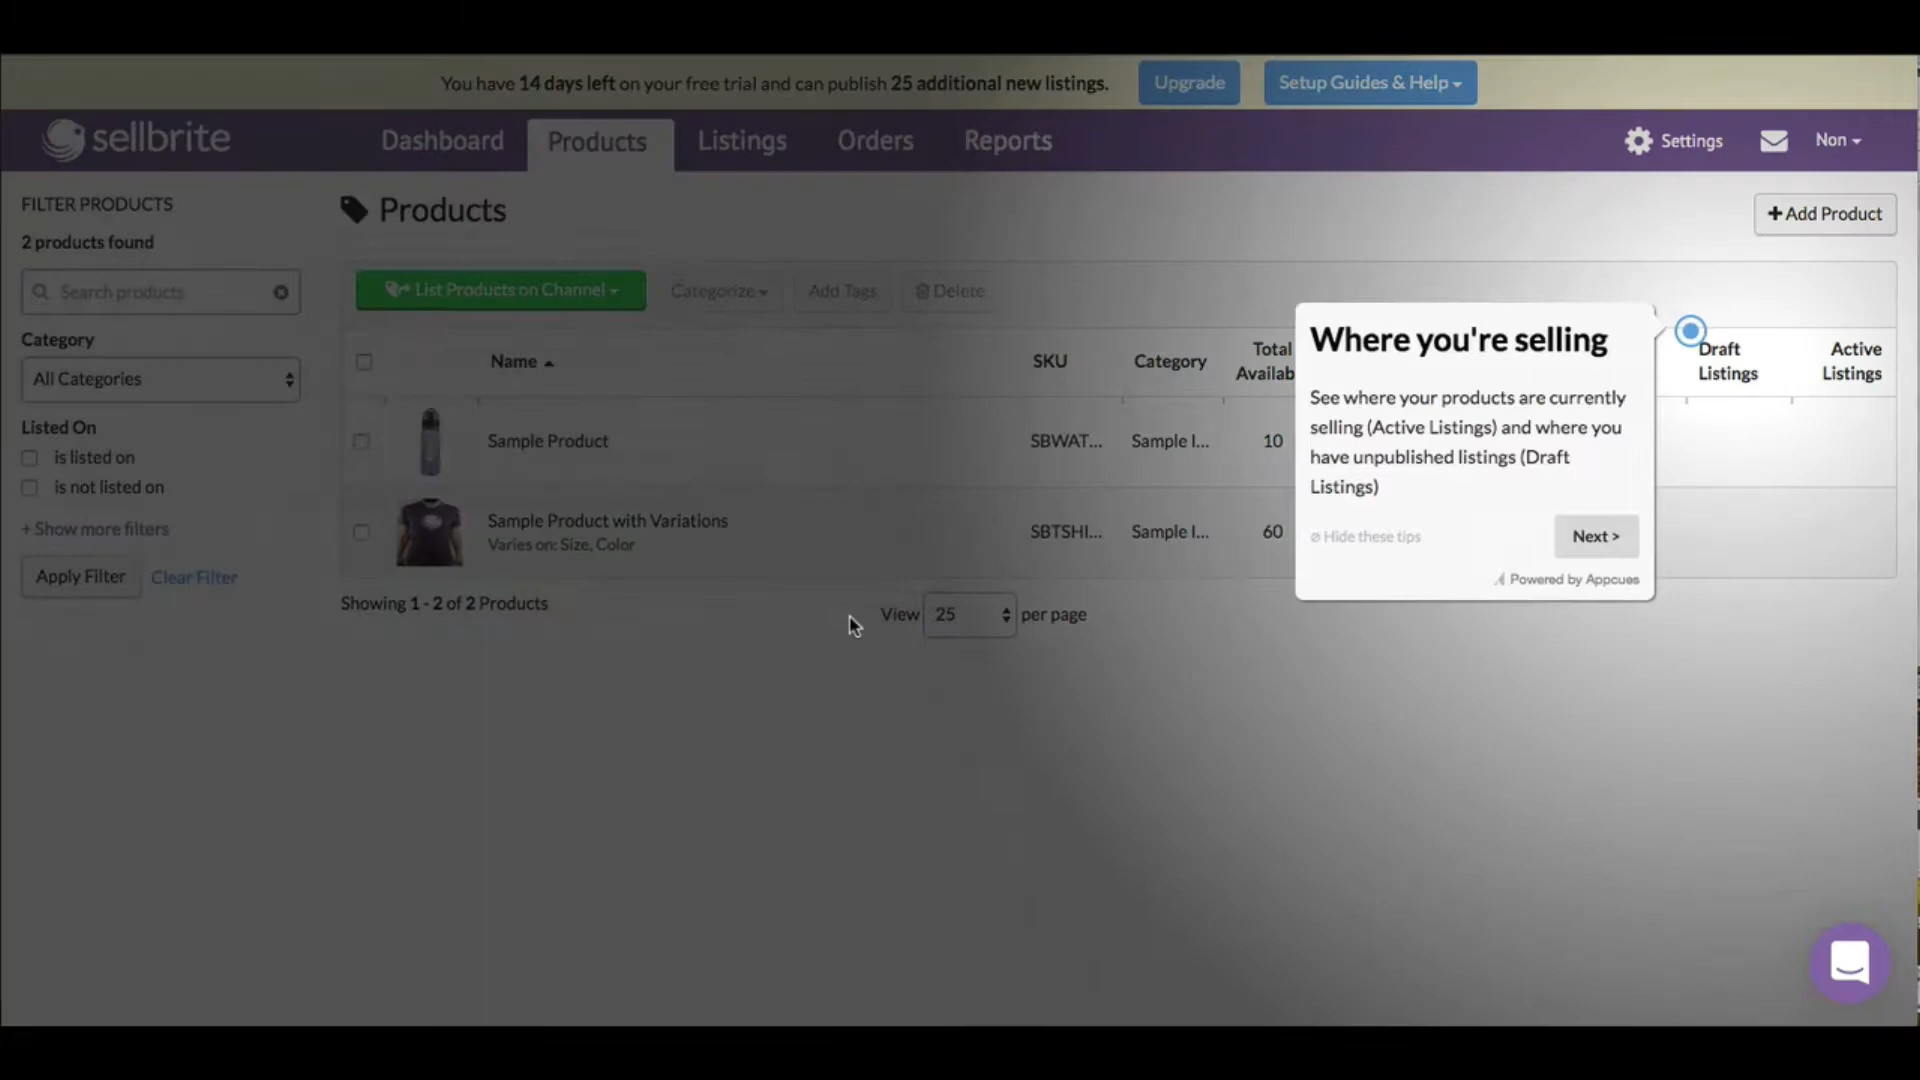 You have 14 days left on your free trial and can publish 25 additional new listings. Upgrade Setup Guides & Help
sellbrite Dashboard Products Listings Orders Reports Settings Non
FILTER PRODUCTS
2 products found
Search products
Category
All Categories
Listed On
is listed on
is not listed on
+ Show more filters
Apply Filter Clear Filter
Products
+ Add Product
List Products on Channel Categorize Add Tags Delete
Name SKU Category Total Availab Draft Listings Active Listings
Sample Product SBWAT... Sample I... 10
Sample Product with Variations SBTSHI... Sample I... 60
Varies on: Size, Color
Showing 1 - 2 of 2 Products
View 25 per page
Where you're selling
See where your products are currently
selling (Active Listings) and where you
have unpublished listings (Draft
Listings)
Hide these tips Next >
Powered by Appcues